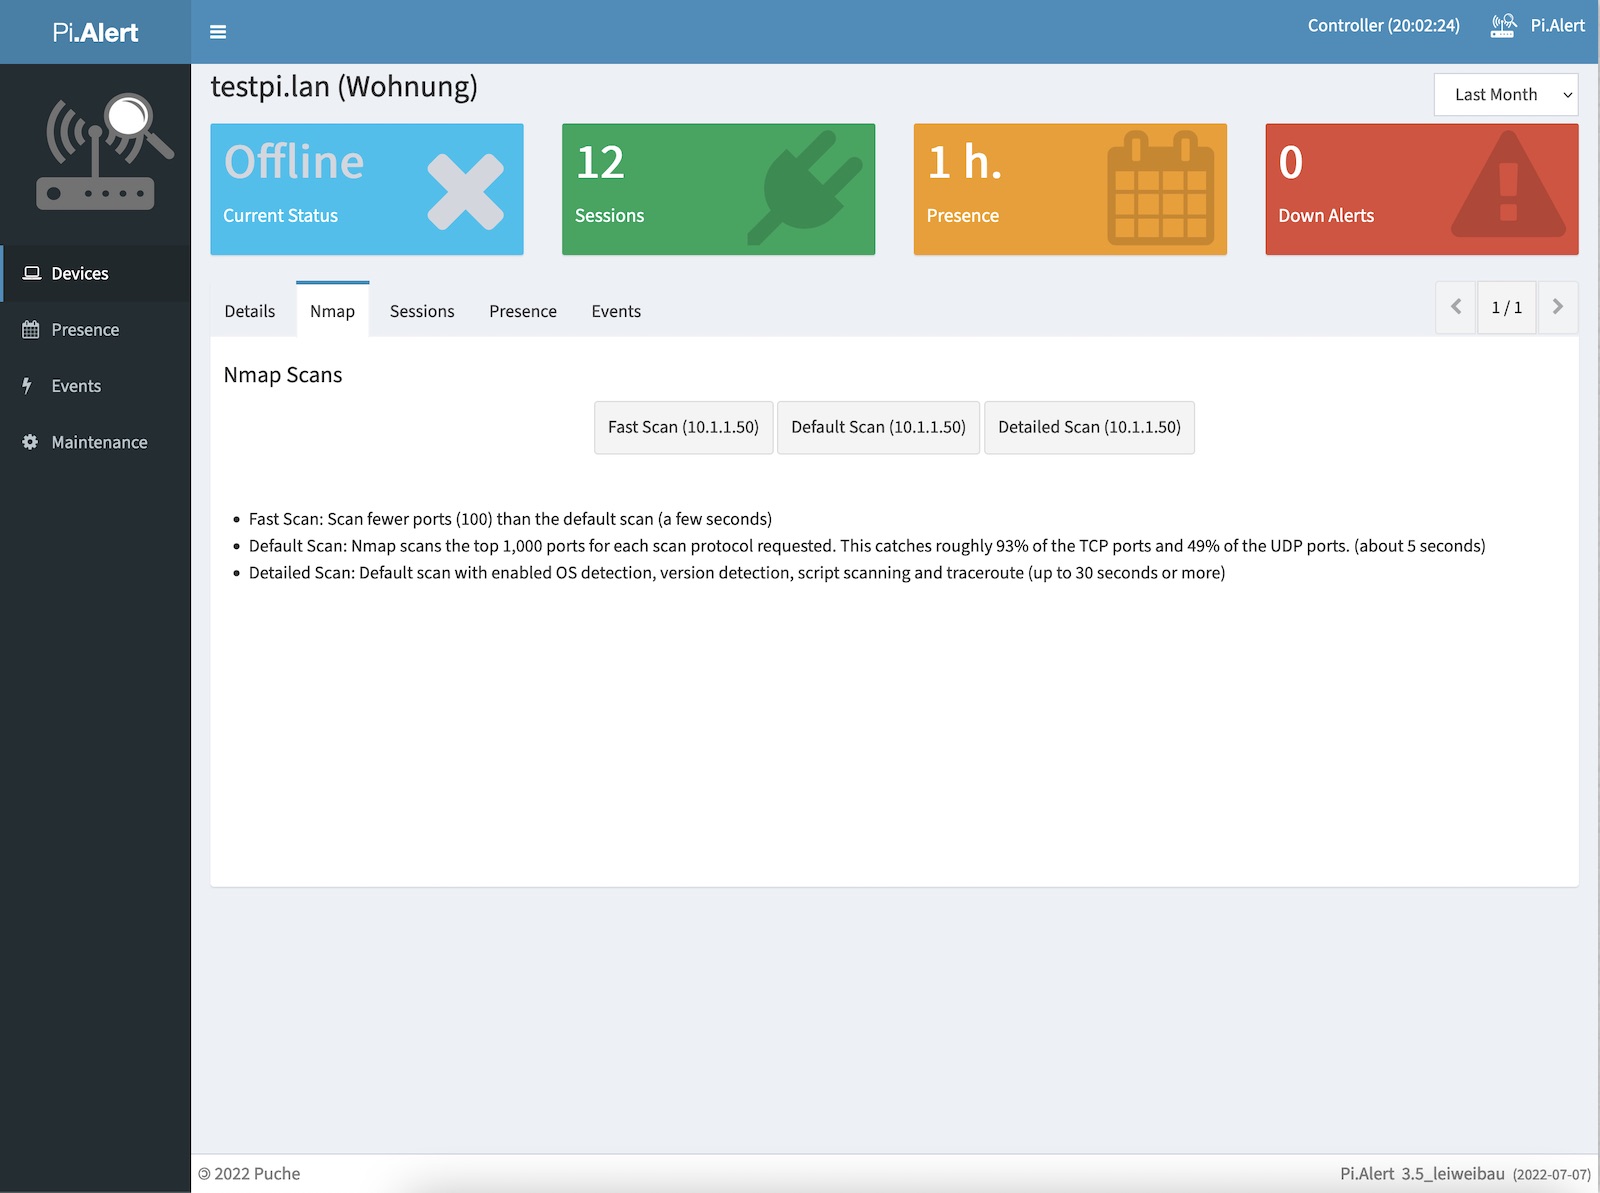 Pi.Alert
Controller (20:02:24)
Pi.Alert
testpi.lan (Wohnung)
Last Month
Offline
Current Status
12
Sessions
1 h.
Presence
0
Down Alerts
Devices
Presence
Events
Maintenance
Details
Nmap
Sessions
Presence
Events
1 / 1
Nmap Scans
Fast Scan (10.1.1.50)
Default Scan (10.1.1.50)
Detailed Scan (10.1.1.50)
• Fast Scan: Scan fewer ports (100) than the default scan (a few seconds)
• Default Scan: Nmap scans the top 1,000 ports for each scan protocol requested. This catches roughly 93% of the TCP ports and 49% of the UDP ports. (about 5 seconds)
• Detailed Scan: Default scan with enabled OS detection, version detection, script scanning and traceroute (up to 30 seconds or more)
🄯 2022 Puche
Pi.Alert 3.5_leiweibau (2022-07-07)